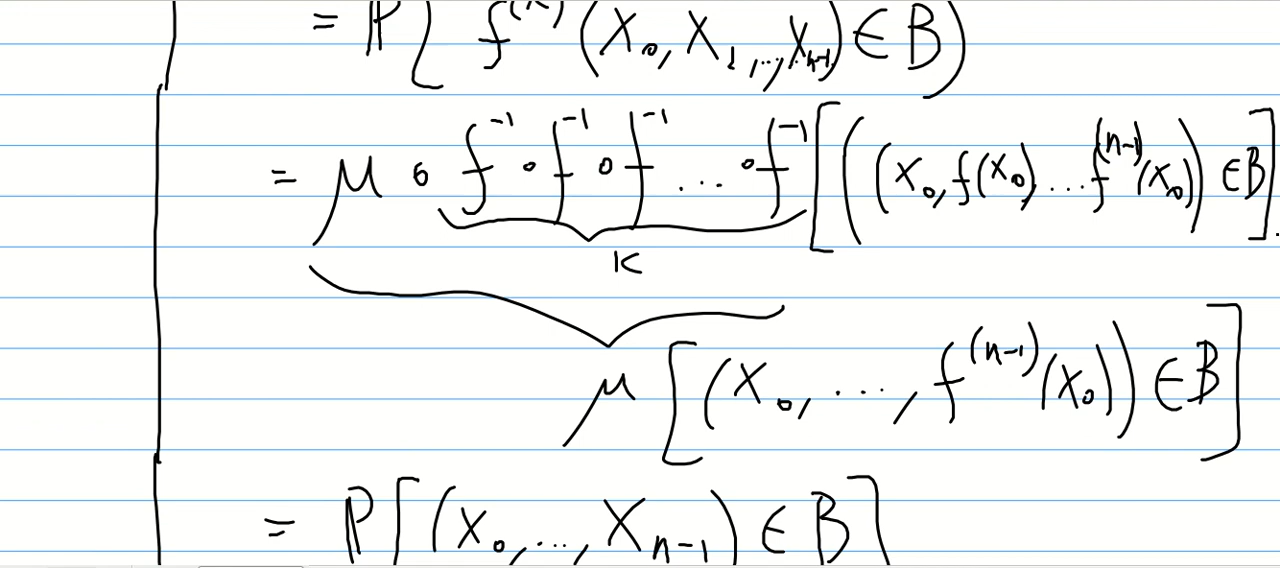 = P[ f^(k) (X_0, X_1, ..., X_{n-1}) ∈ B)
= μ ∘ f^{-1} ∘ f^{-1} ∘ f^{-1} ... ∘ f^{-1} [((X_0, f(X_0) ... f^{(n-1)}(X_0)) ∈ B].
K
μ [(X_0, ..., f^{(n-1)}(X_0)) ∈ B]
= P[(X_0, ..., X_{n-1}) ∈ B]